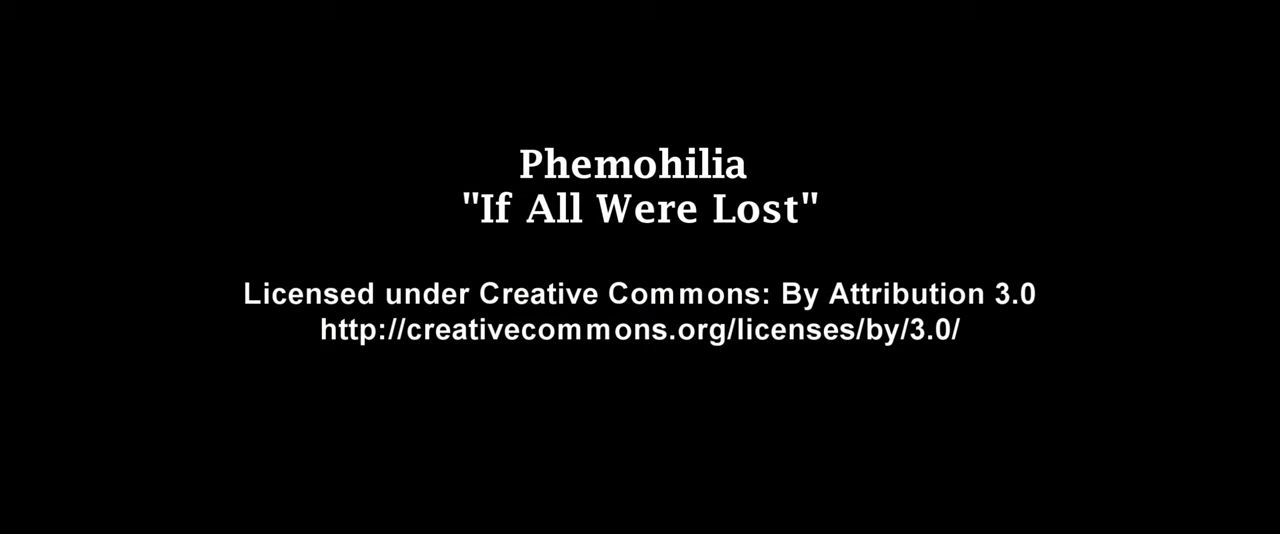 Phemohilia
"If All Were Lost"
Licensed under Creative Commons: By Attribution 3.0
http://creativecommons.org/licenses/by/3.0/